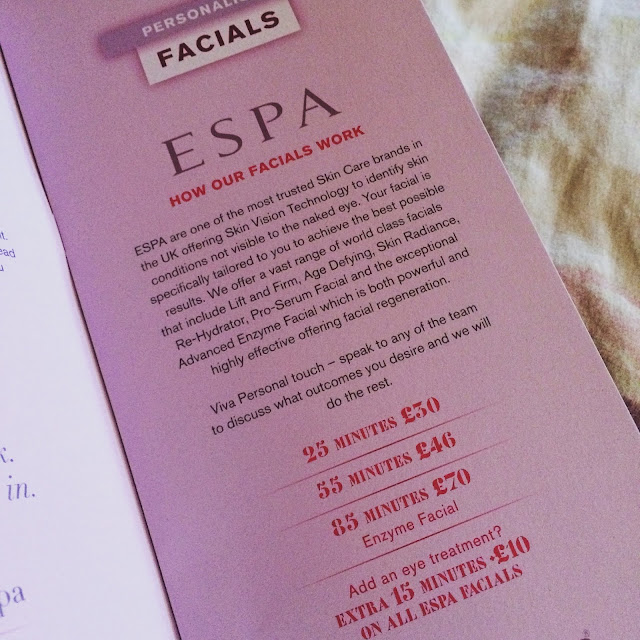 PERSONALIS
FACIALS
ESPA
HOW OUR FACIALS WORK
ESPA are one of the most trusted Skin Care brands in
the UK offering Skin Vision Technology to identify skin
conditions not visible to the naked eye. Your facial is
specifically tailored to you to achieve the best possible
results. We offer a vast range of world class facials
that include Lift and Firm, Age Defying, Skin Radiance,
Re-Hydrator, Pro-Serum Facial and the exceptional
Advanced Enzyme Facial which is both powerful and
highly effective offering facial regeneration.
Viva Personal touch – speak to any of the team
to discuss what outcomes you desire and we will
do the rest.
25 MINUTES £30
55 MINUTES £46
85 MINUTES £70
Enzyme Facial
Add an eye treatment?
EXTRA 15 MINUTES +£10
ON ALL ESPA FACIALS
in.